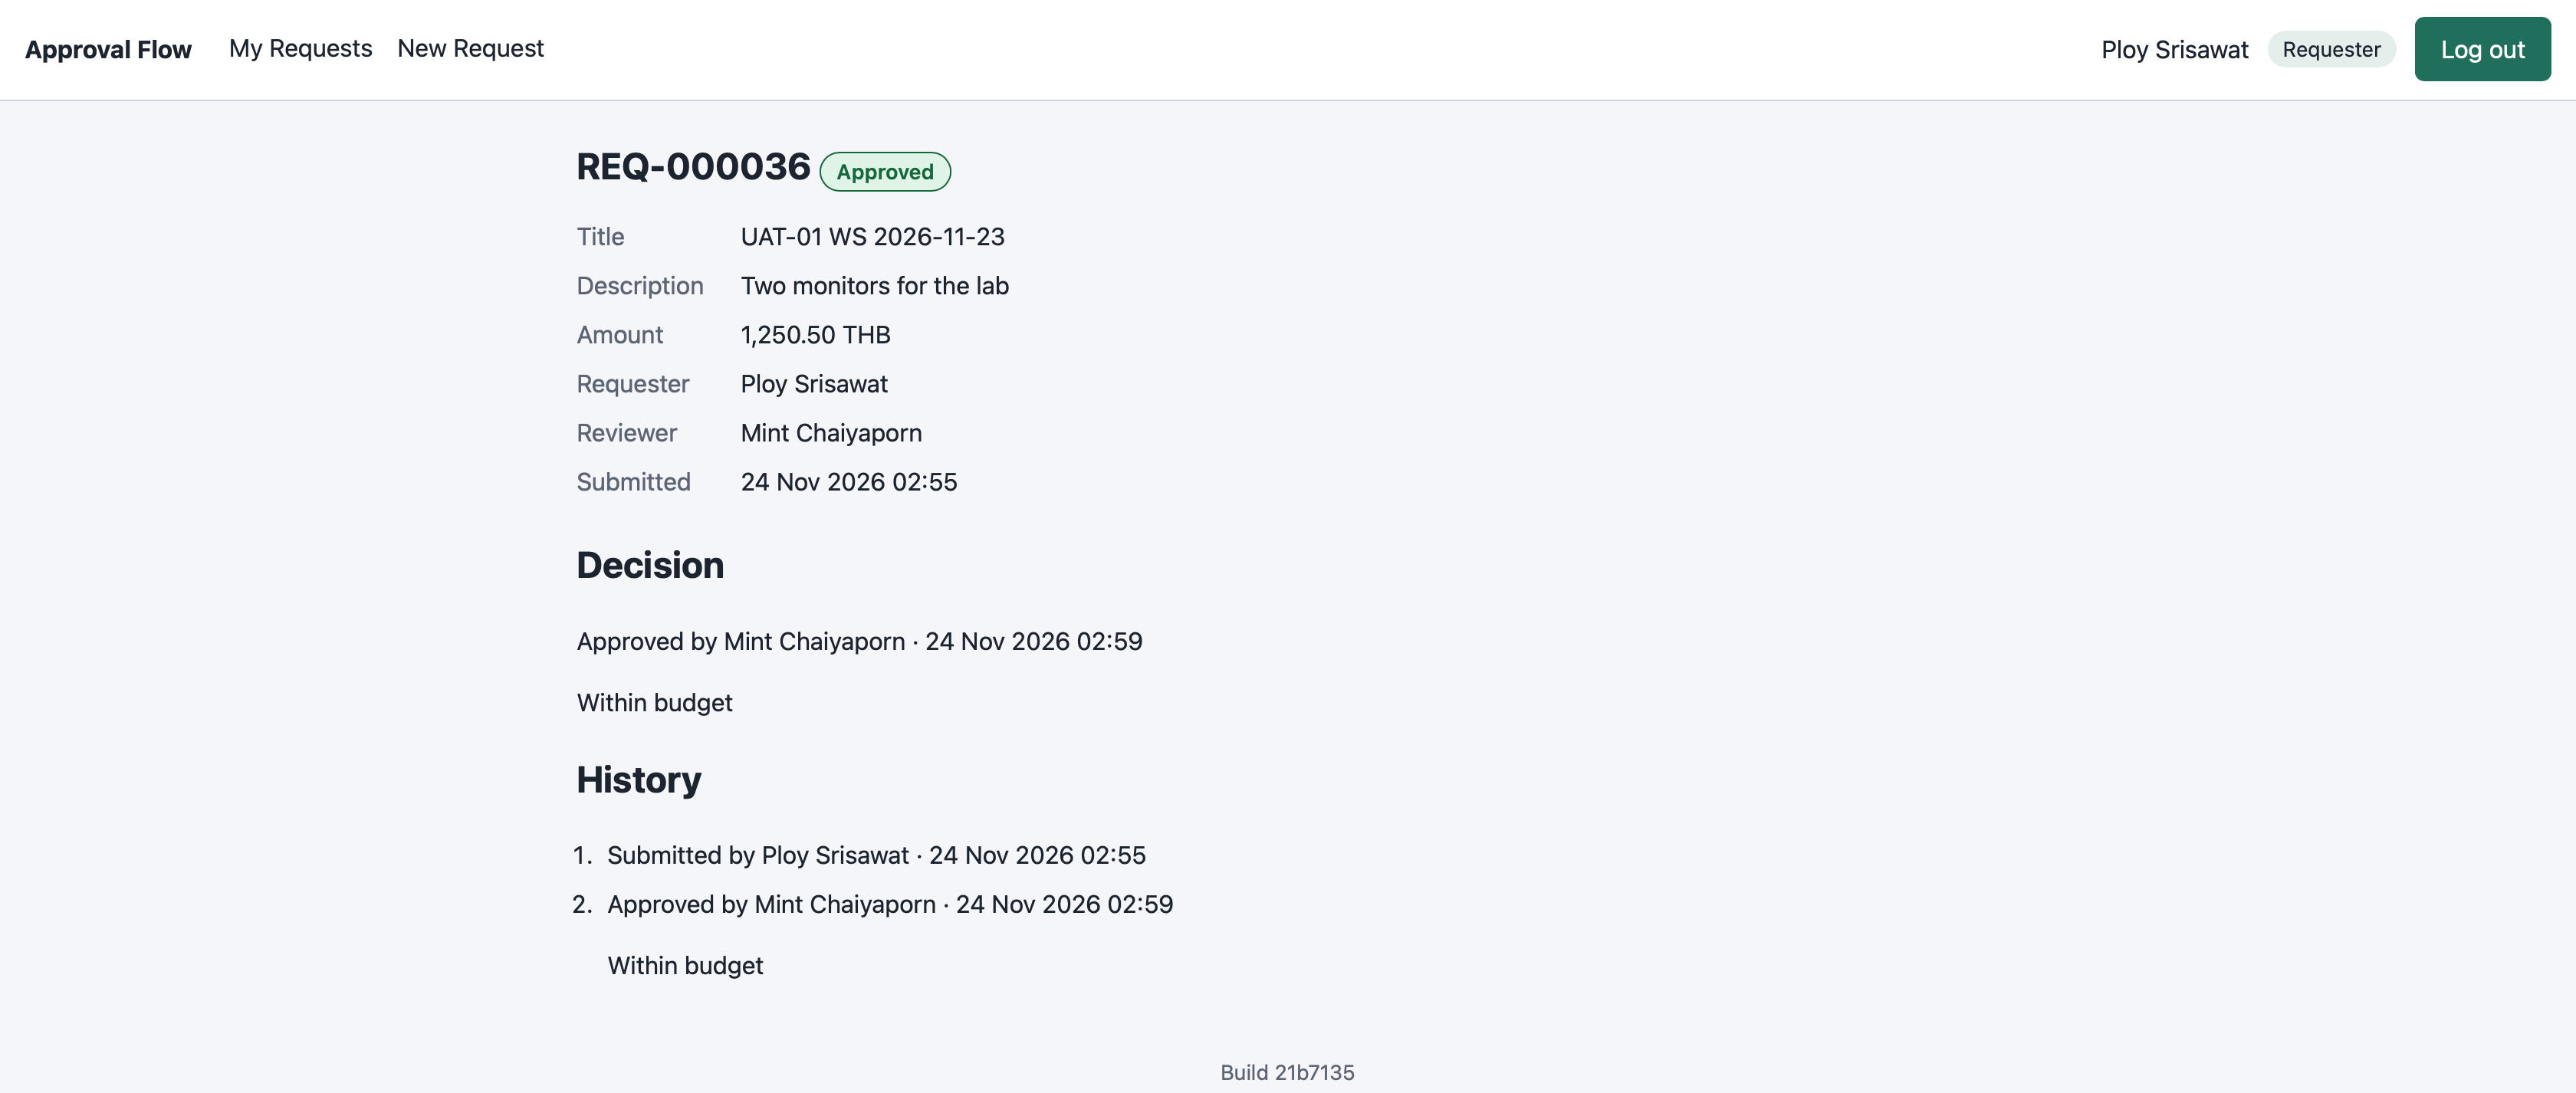 Approval Flow My Requests New Request Ploy Srisawat Requester Log out
REQ-000036 Approved
Title UAT-01 WS 2026-11-23
Description Two monitors for the lab
Amount 1,250.50 THB
Requester Ploy Srisawat
Reviewer Mint Chaiyaporn
Submitted 24 Nov 2026 02:55
Decision
Approved by Mint Chaiyaporn · 24 Nov 2026 02:59
Within budget
History
1. Submitted by Ploy Srisawat · 24 Nov 2026 02:55
2. Approved by Mint Chaiyaporn · 24 Nov 2026 02:59
Within budget
Build 21b7135